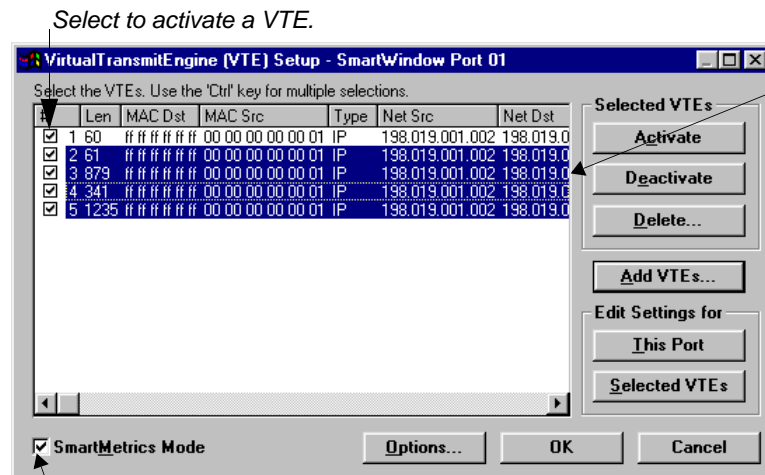 Select to activate a VTE.
VirtualTransmitEngine (VTE) Setup - SmartWindow Port 01
Select the VTEs. Use the 'Ctrl' key for multiple selections.
# Len MAC Dst MAC Src Type Net Src Net Dst
1 60 ff ff ff ff ff ff 00 00 00 00 00 01 IP 198.019.001.002 198.019.0
2 61 ff ff ff ff ff ff 00 00 00 00 00 01 IP 198.019.001.002 198.019.0
3 879 ff ff ff ff ff ff 00 00 00 00 00 01 IP 198.019.001.002 198.019.0
4 341 ff ff ff ff ff ff 00 00 00 00 00 01 IP 198.019.001.002 198.019.0
5 1235 ff ff ff ff ff ff 00 00 00 00 00 01 IP 198.019.001.002 198.019.0
Selected VTEs
Activate
Deactivate
Delete...
Add VTEs...
Edit Settings for
This Port
Selected VTEs
SmartMetrics Mode
Options...
OK
Cancel